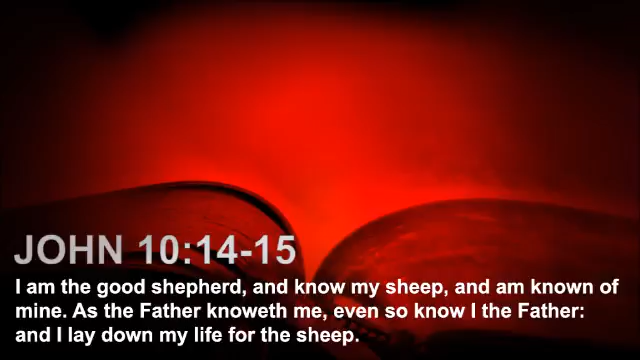 JOHN 10:14-15
I am the good shepherd, and know my sheep, and am known of
mine. As the Father knoweth me, even so know I the Father:
and I lay down my life for the sheep.